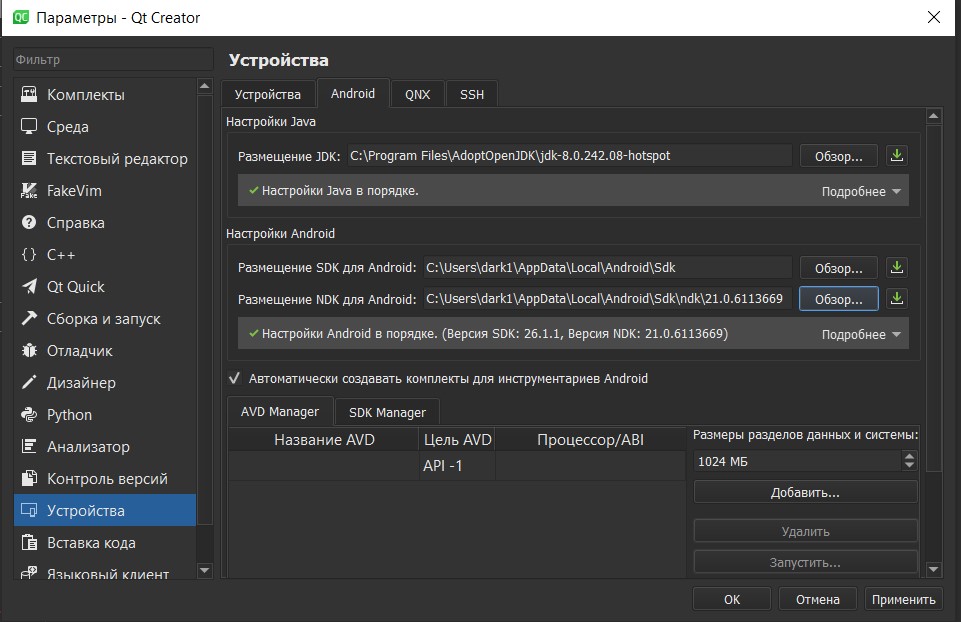 QC Параметры - Qt Creator
Фильтр
Комплекты
Среда
Текстовый редактор
FakeVim
Справка
C++
Qt Quick
Сборка и запуск
Отладчик
Дизайнер
Python
Анализатор
Контроль версий
Устройства
Вставка кода
Языковый клиент
Устройства
Устройства Android QNX SSH
Настройки Java
Размещение JDK: C:\Program Files\AdoptOpenJDK\jdk-8.0.242.08-hotspot Обзор...
Настройки Java в порядке. Подробнее
Настройки Android
Размещение SDK для Android: C:\Users\dark1\AppData\Local\Android\Sdk Обзор...
Размещение NDK для Android: C:\Users\dark1\AppData\Local\Android\Sdk\ndk\21.0.6113669 Обзор...
Настройки Android в порядке. (Версия SDK: 26.1.1, Версия NDK: 21.0.6113669) Подробнее
Автоматически создавать комплекты для инструментариев Android
AVD Manager SDK Manager
Название AVD Цель AVD Процессор/ABI
API -1
Размеры разделов данных и системы:
1024 МБ
Добавить...
Удалить
Запустить...
OK Отмена Применить